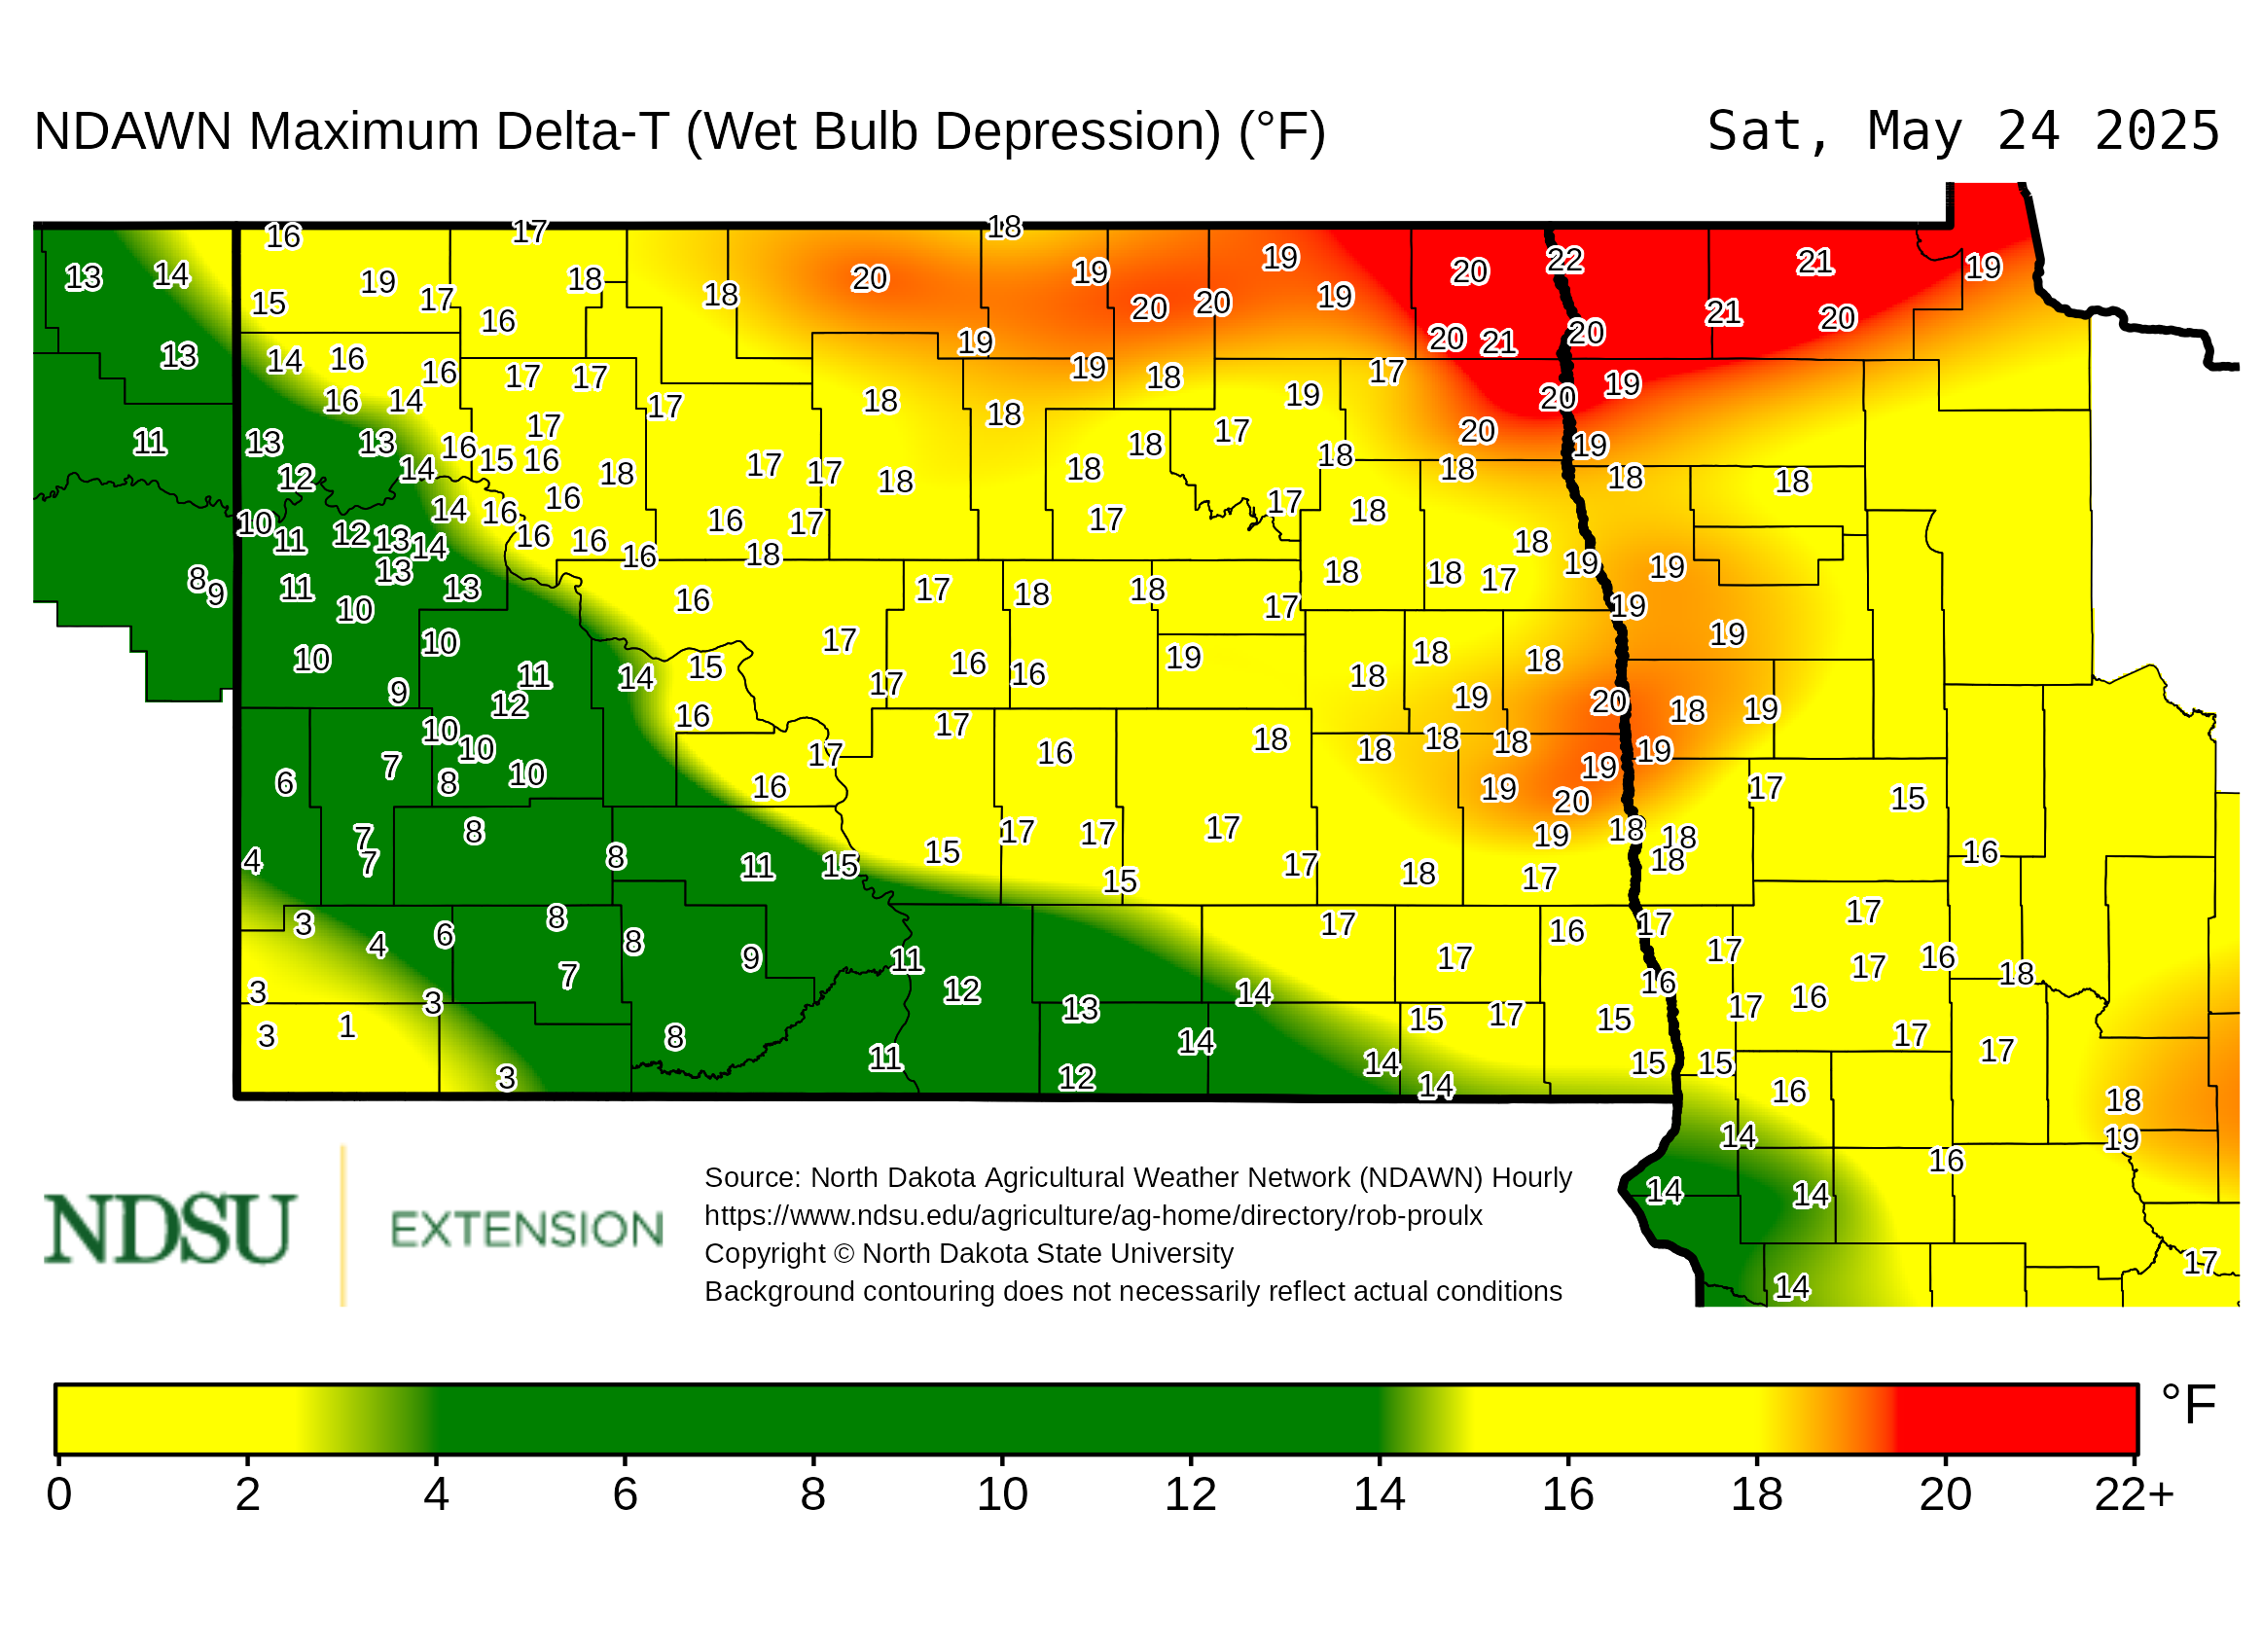 NDAWN Maximum Delta-T (Wet Bulb Depression) (°F)
Sat, May 24 2025
16 17 18
13 14 19 17 18 18 20 19 19 20 22 21 19
15 16 20 20 19 21 20
13 14 16 16 17 17 19 19 18 17 20 21 20 19
16 14 17 18 18 19 20
11 13 13 16 17 18 17 20 19
12 14 15 16 18 17 17 18 18 18 18 18 18
10 14 16 16 16 17 17 17 18
11 12 13 14 16 16 16 18 18 19 19
8 9 11 13 13 16 17 18 18 17 18 18 17 19
10 10 10 17 19 18 18 19
9 11 12 14 15 17 16 16 18 19 20 18 19
10 10 16 17 17 16 18 18 18 18 19 19
6 7 8 10 16 19 20 17 15
4 7 7 8 8 11 15 15 17 17 17 17 19 18 18 18 16
15 18 17
3 4 6 8 8 9 11 17 17 16 17 17 17
3 3 7 12 14 16 17 16 18
3 1 3 8 11 13 12 14 14 14 15 17 15 15 15 17 16 17 17
16 18 19
14 14 14 16
17 14
NDSU
EXTENSION
Source: North Dakota Agricultural Weather Network (NDAWN) Hourly
https://www.ndsu.edu/agriculture/ag-home/directory/rob-proulx
Copyright © North Dakota State University
Background contouring does not necessarily reflect actual conditions
°F
0 2 4 6 8 10 12 14 16 18 20 22+